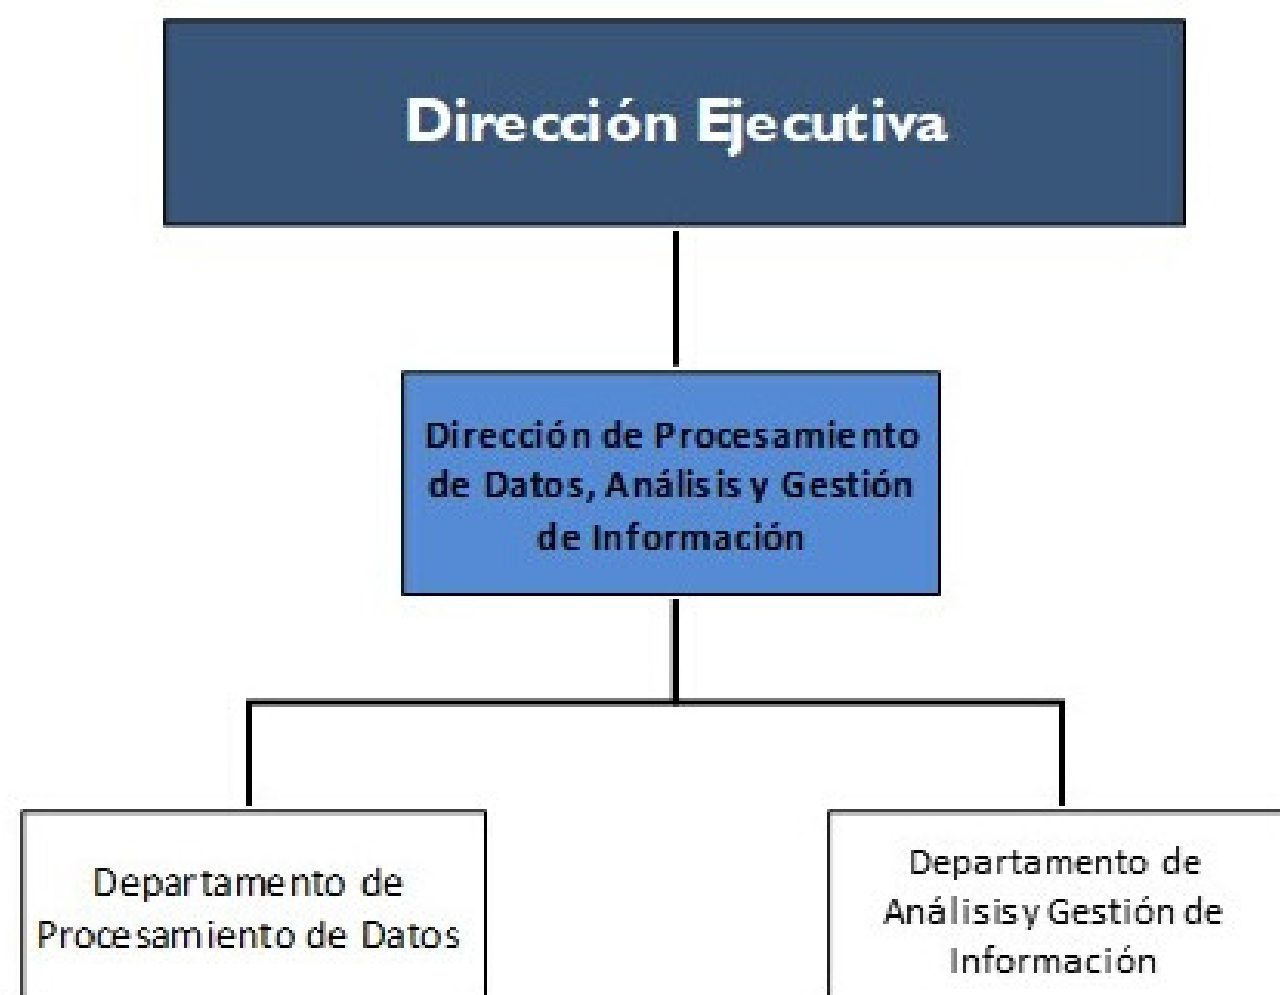 Dirección Ejecutiva
Dirección de Procesamiento
de Datos, Análisis y Gestión
de Información
Departamento de
Procesamiento de Datos
Departamento de
Análisis y Gestión de
Información